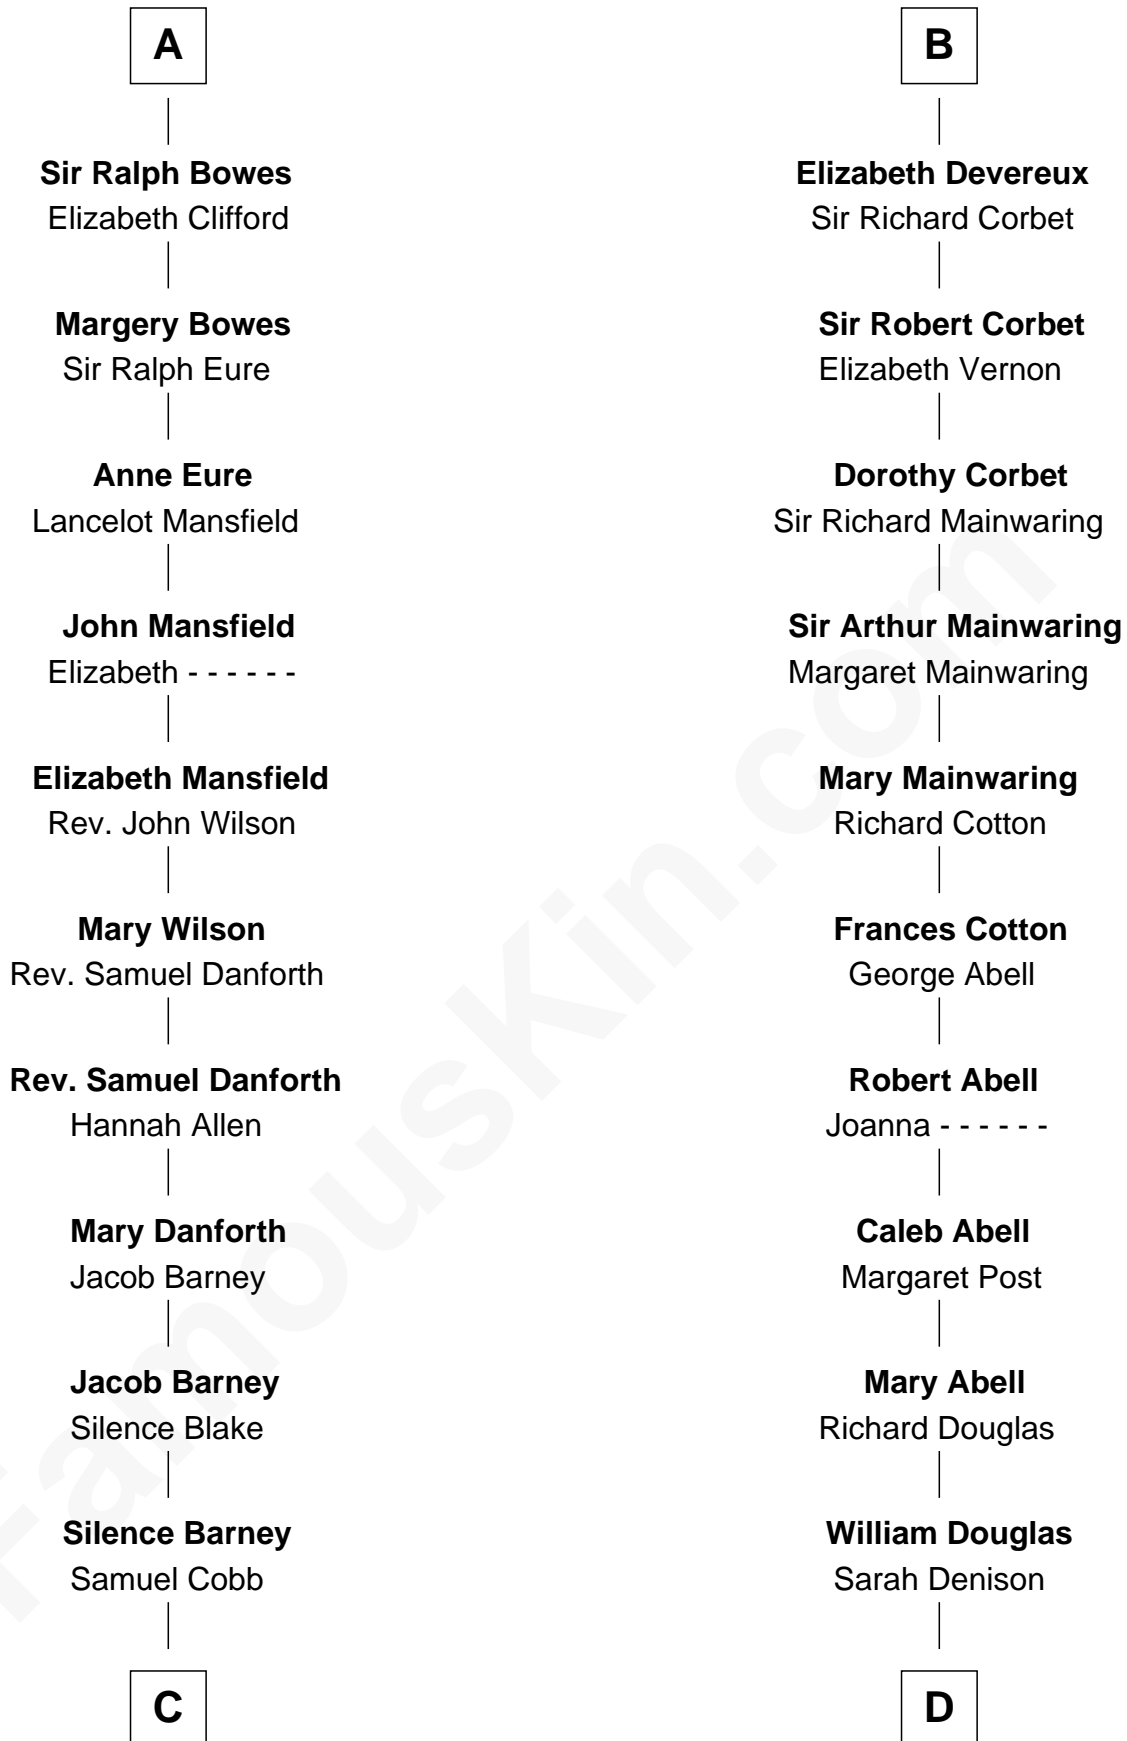 A
Sir Ralph Bowes
Elizabeth Clifford
Margery Bowes
Sir Ralph Eure
Anne Eure
Lancelot Mansfield
John Mansfield
Elizabeth - - - - - -
Elizabeth Mansfield
Rev. John Wilson
Mary Wilson
Rev. Samuel Danforth
Rev. Samuel Danforth
Hannah Allen
Mary Danforth
Jacob Barney
Jacob Barney
Silence Blake
Silence Barney
Samuel Cobb
C
B
Elizabeth Devereux
Sir Richard Corbet
Sir Robert Corbet
Elizabeth Vernon
Dorothy Corbet
Sir Richard Mainwaring
Sir Arthur Mainwaring
Margaret Mainwaring
Mary Mainwaring
Richard Cotton
Frances Cotton
George Abell
Robert Abell
Joanna - - - - - -
Caleb Abell
Margaret Post
Mary Abell
Richard Douglas
William Douglas
Sarah Denison
D
FamousKin.com